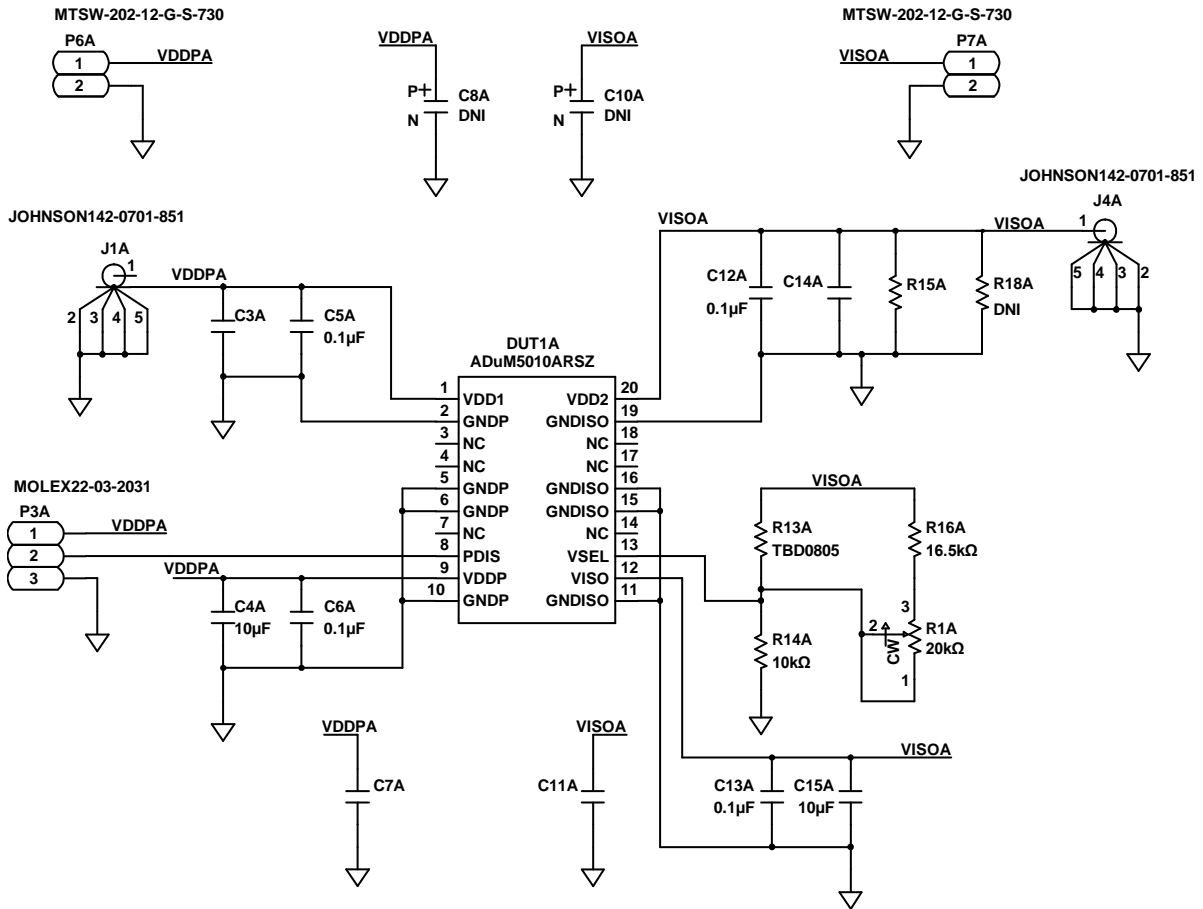 MTSW-202-12-G-S-730
P6A
1 VDDPA
2
VDDPA
P+ C8A
N DNI
VISOA
P+ C10A
N DNI
MTSW-202-12-G-S-730
P7A
VISOA 1
2
JOHNSON142-0701-851
J1A
1
VDDPA
2 3 4 5
C3A
C5A
0.1µF
JOHNSON142-0701-851
J4A
VISOA VISOA 1
5 4 3 2
C12A
0.1µF
C14A
R15A
R18A
DNI
DUT1A
ADuM5010ARSZ
1 VDD1 VDD2 20
2 GNDP GNDISO 19
3 NC NC 18
4 NC NC 17
5 GNDP GNDISO 16
6 GNDP GNDISO 15
7 NC NC 14
8 PDIS VSEL 13
9 VDDP VISO 12
10 GNDP GNDISO 11
MOLEX22-03-2031
P3A
1 VDDPA
2
3
VDDPA
C4A
10µF
C6A
0.1µF
VISOA
R13A
TBD0805
R16A
16.5kΩ
R14A
10kΩ
3
2
CW
R1A
20kΩ
1
VDDPA
C7A
VISOA
C11A
VISOA
C13A
0.1µF
C15A
10µF